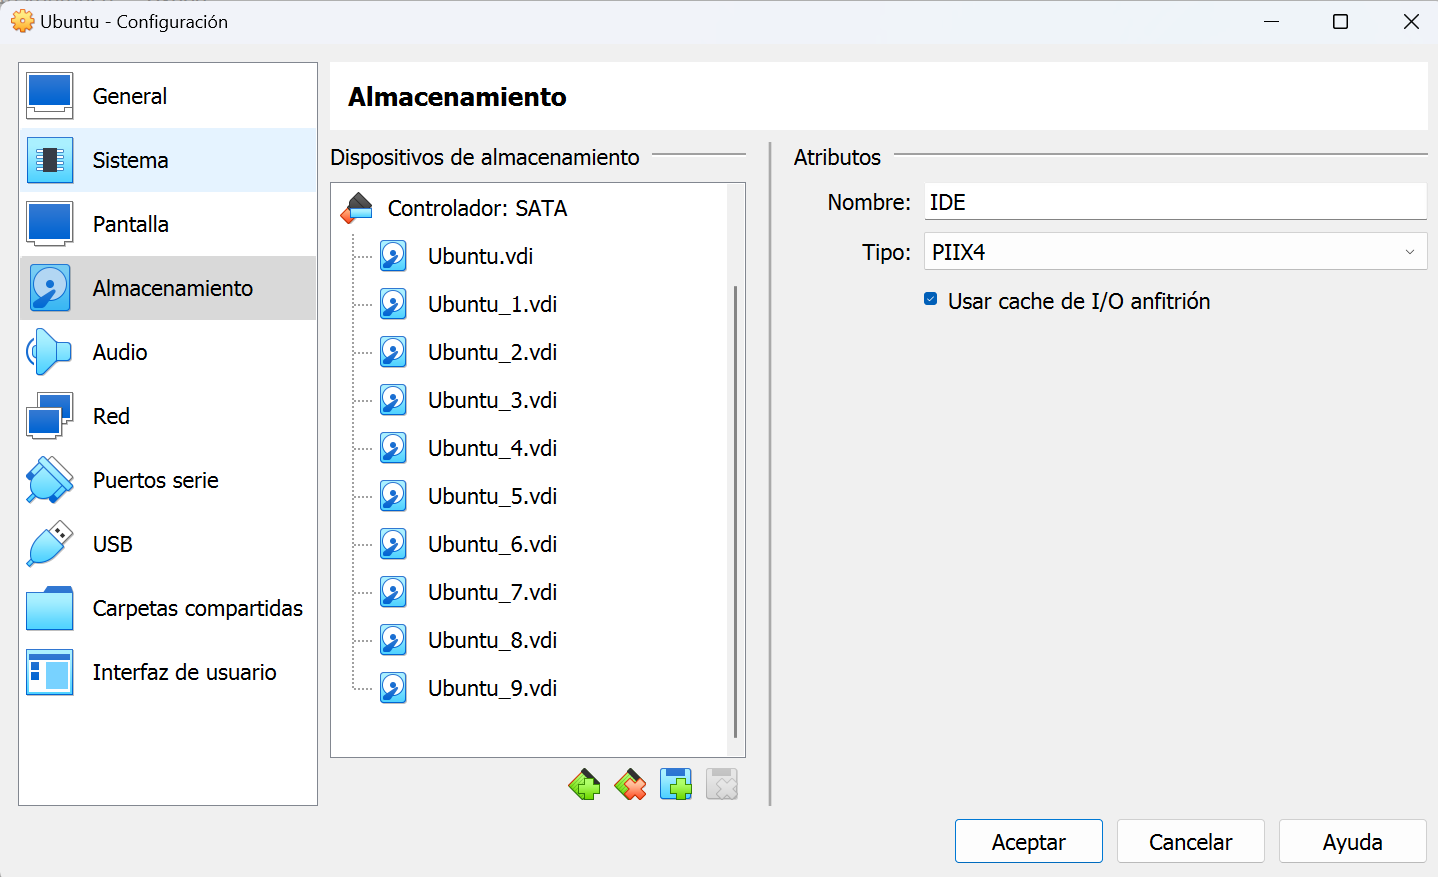 Ubuntu - Configuración
General
Sistema
Pantalla
Almacenamiento
Audio
Red
Puertos serie
USB
Carpetas compartidas
Interfaz de usuario
Almacenamiento
Dispositivos de almacenamiento
Controlador: SATA
Ubuntu.vdi
Ubuntu_1.vdi
Ubuntu_2.vdi
Ubuntu_3.vdi
Ubuntu_4.vdi
Ubuntu_5.vdi
Ubuntu_6.vdi
Ubuntu_7.vdi
Ubuntu_8.vdi
Ubuntu_9.vdi
Atributos
Nombre: IDE
Tipo: PIIX4
Usar cache de I/O anfitrión
Aceptar Cancelar Ayuda